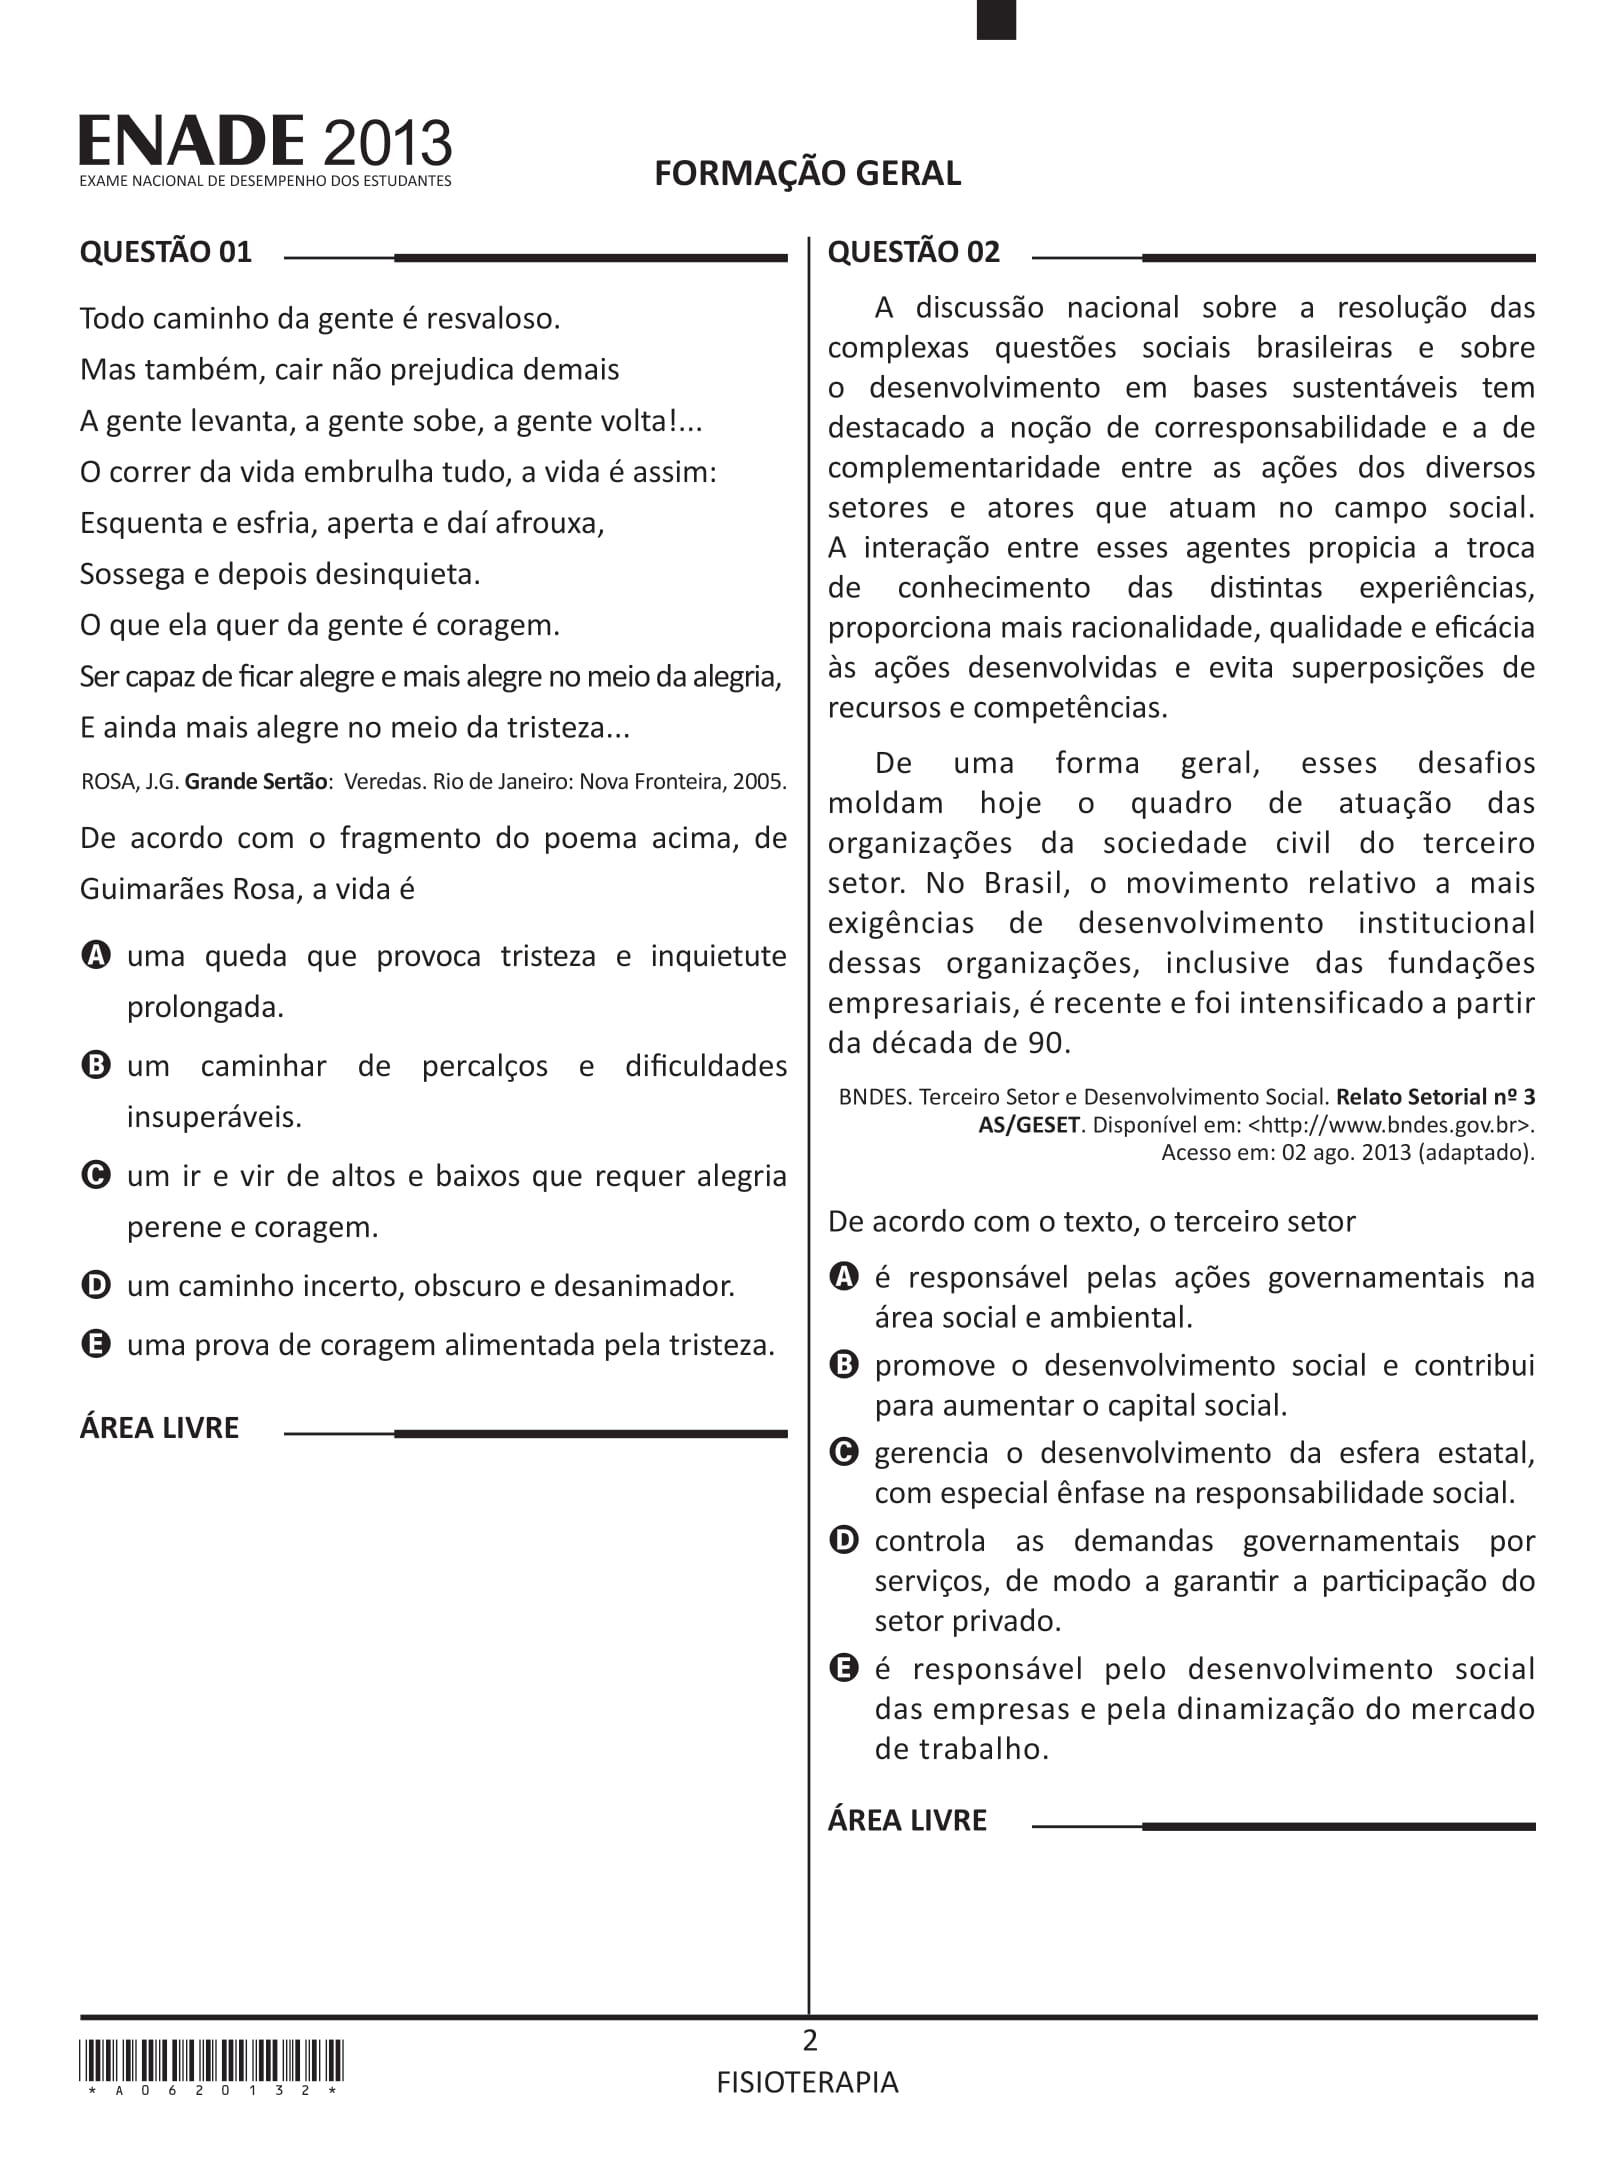 ENADE 2013
EXAME NACIONAL DE DESEMPENHO DOS ESTUDANTES
FORMAÇÃO GERAL
QUESTÃO 01
Todo caminho da gente é resvaloso.
Mas também, cair não prejudica demais
A gente levanta, a gente sobe, a gente volta!...
O correr da vida embrulha tudo, a vida é assim:
Esquenta e esfria, aperta e daí afrouxa,
Sossega e depois desinquieta.
O que ela quer da gente é coragem.
Ser capaz de ficar alegre e mais alegre no meio da alegria,
E ainda mais alegre no meio da tristeza...
ROSA, J.G. Grande Sertão: Veredas. Rio de Janeiro: Nova Fronteira, 2005.
De acordo com o fragmento do poema acima, de
Guimarães Rosa, a vida é
A uma queda que provoca tristeza e inquietute
prolongada.
B um caminhar de percalços e dificuldades
insuperáveis.
C um ir e vir de altos e baixos que requer alegria
perene e coragem.
D um caminho incerto, obscuro e desanimador.
E uma prova de coragem alimentada pela tristeza.
ÁREA LIVRE
QUESTÃO 02
A discussão nacional sobre a resolução das
complexas questões sociais brasileiras e sobre
o desenvolvimento em bases sustentáveis tem
destacado a noção de corresponsabilidade e a de
complementaridade entre as ações dos diversos
setores e atores que atuam no campo social.
A interação entre esses agentes propicia a troca
de conhecimento das distintas experiências,
proporciona mais racionalidade, qualidade e eficácia
às ações desenvolvidas e evita superposições de
recursos e competências.
De uma forma geral, esses desafios
moldam hoje o quadro de atuação das
organizações da sociedade civil do terceiro
setor. No Brasil, o movimento relativo a mais
exigências de desenvolvimento institucional
dessas organizações, inclusive das fundações
empresariais, é recente e foi intensificado a partir
da década de 90.
BNDES. Terceiro Setor e Desenvolvimento Social. Relato Setorial nº 3
AS/GESET. Disponível em: <http://www.bndes.gov.br>.
Acesso em: 02 ago. 2013 (adaptado).
De acordo com o texto, o terceiro setor
A é responsável pelas ações governamentais na
área social e ambiental.
B promove o desenvolvimento social e contribui
para aumentar o capital social.
C gerencia o desenvolvimento da esfera estatal,
com especial ênfase na responsabilidade social.
D controla as demandas governamentais por
serviços, de modo a garantir a participação do
setor privado.
E é responsável pelo desenvolvimento social
das empresas e pela dinamização do mercado
de trabalho.
ÁREA LIVRE
2
FISIOTERAPIA
*A0620132*